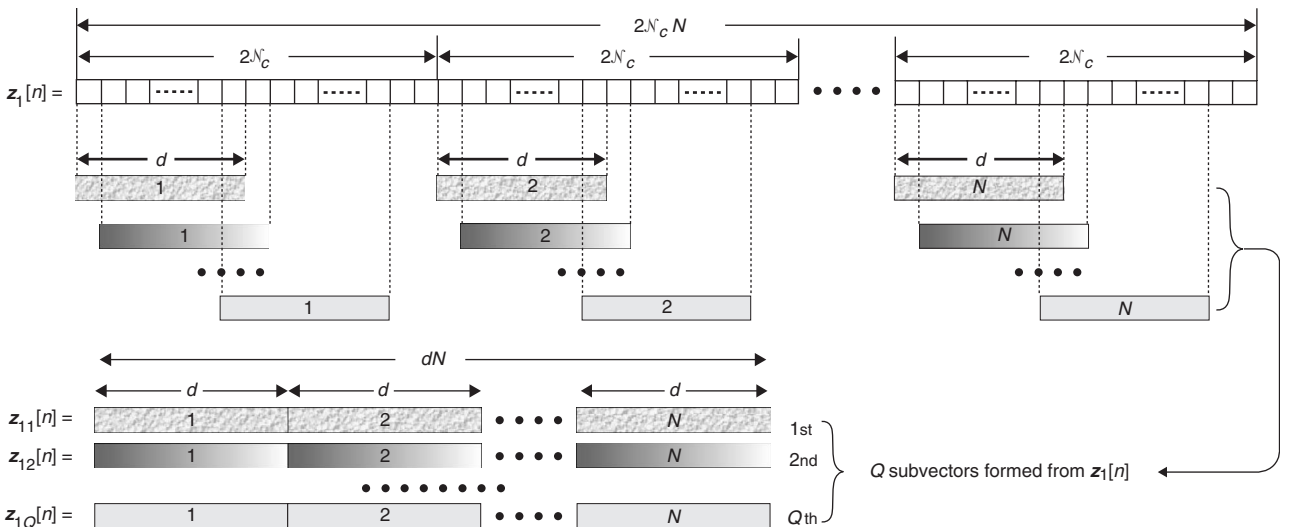 2𝒩c N
2𝒩c 2𝒩c 2𝒩c
z1[n] = ..... ..... ..... ..... • • • • ..... .....
d d d
1 2 N
1 2 N
• • • • • • • • • • • •
1 2 N
dN
d d d
z11[n] = 1 2 • • • • N 1st
z12[n] = 1 2 • • • • N 2nd
Q subvectors formed from z1[n]
• • • • • • • •
z1Q[n] = 1 2 • • • • N Qth